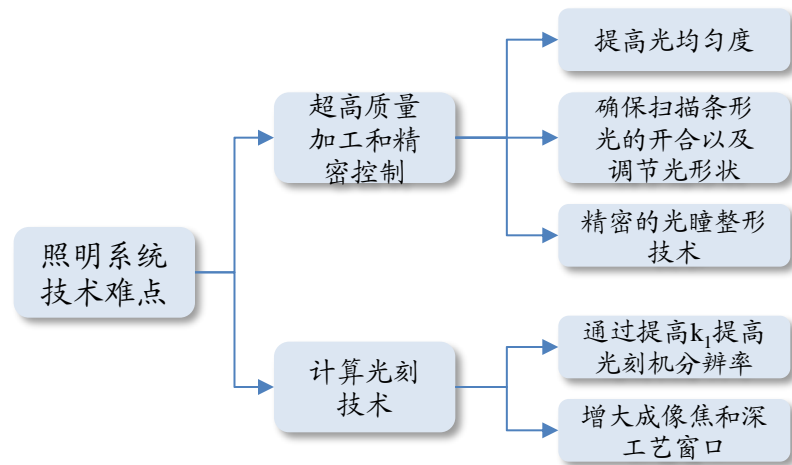 照明系统
技术难点
超高质量
加工和精
密控制
提高光均匀度
确保扫描条形
光的开合以及
调节光形状
精密的光瞳整形
技术
计算光刻
技术
通过提高k₁提高
光刻机分辨率
增大成像焦和深
工艺窗口